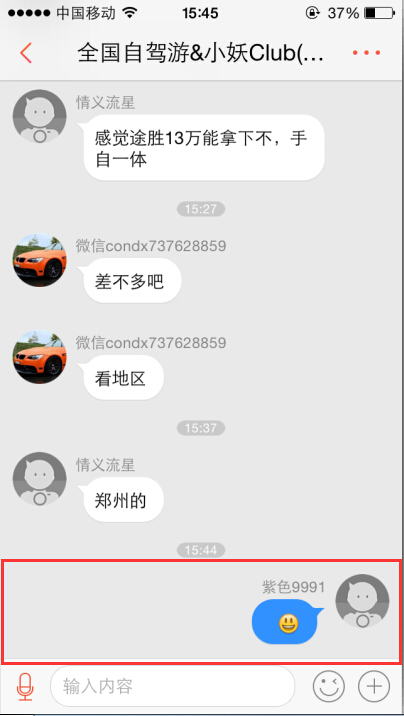 中国移动 15:45 37%
全国自驾游&小妖Club(...
情义流星
感觉途胜13万能拿下不，手
自一体
15:27
微信condx737628859
差不多吧
微信condx737628859
看地区
15:37
情义流星
郑州的
15:44
紫色9991
😃
输入内容